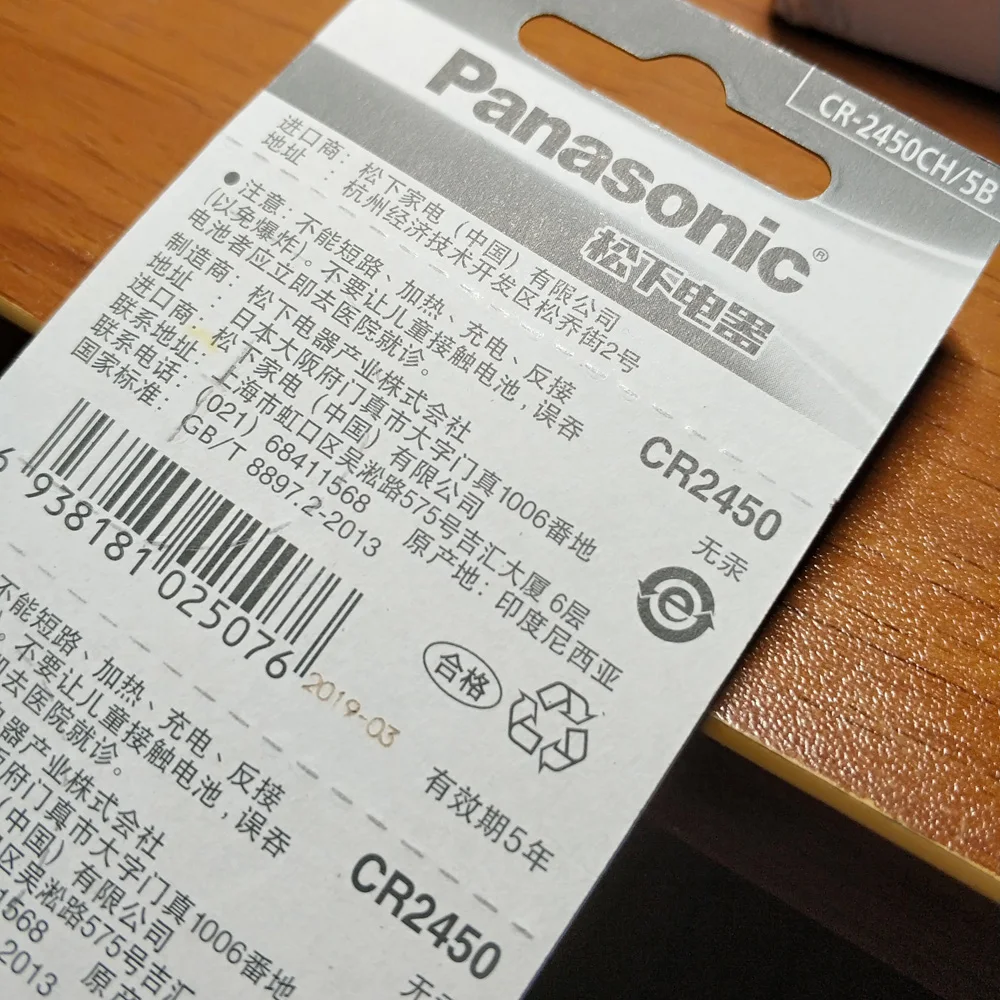 CR-2450CH/5B
Panasonic®
松下电器
进口商：松下家电（中国）有限公司
地址：杭州经济技术开发区松乔街2号
●注意：不能短路、加热、充电、反接
（以免爆炸）。不要让儿童接触电池，误吞
电池者应立即去医院就诊。
制造商：松下电器产业株式会社
地址：日本大阪府门真市大字门真1006番地
进口商：松下家电（中国）有限公司
联系地址：上海市虹口区吴淞路575号吉汇大厦 6层
联系电话：（021）68411568 原产地：印度尼西亚
国家标准：GB/T 8897.2-2013
CR2450
无汞
e
6 938181 025076
合格
2019-03
有效期5年
不能短路、加热、充电、反接
。不要让儿童接触电池，误吞
去医院就诊。
器产业株式会社
府门真市大字门真1006番地
（中国）有限公司
区吴淞路575号吉汇
1568 原产
2013
CR2450
无